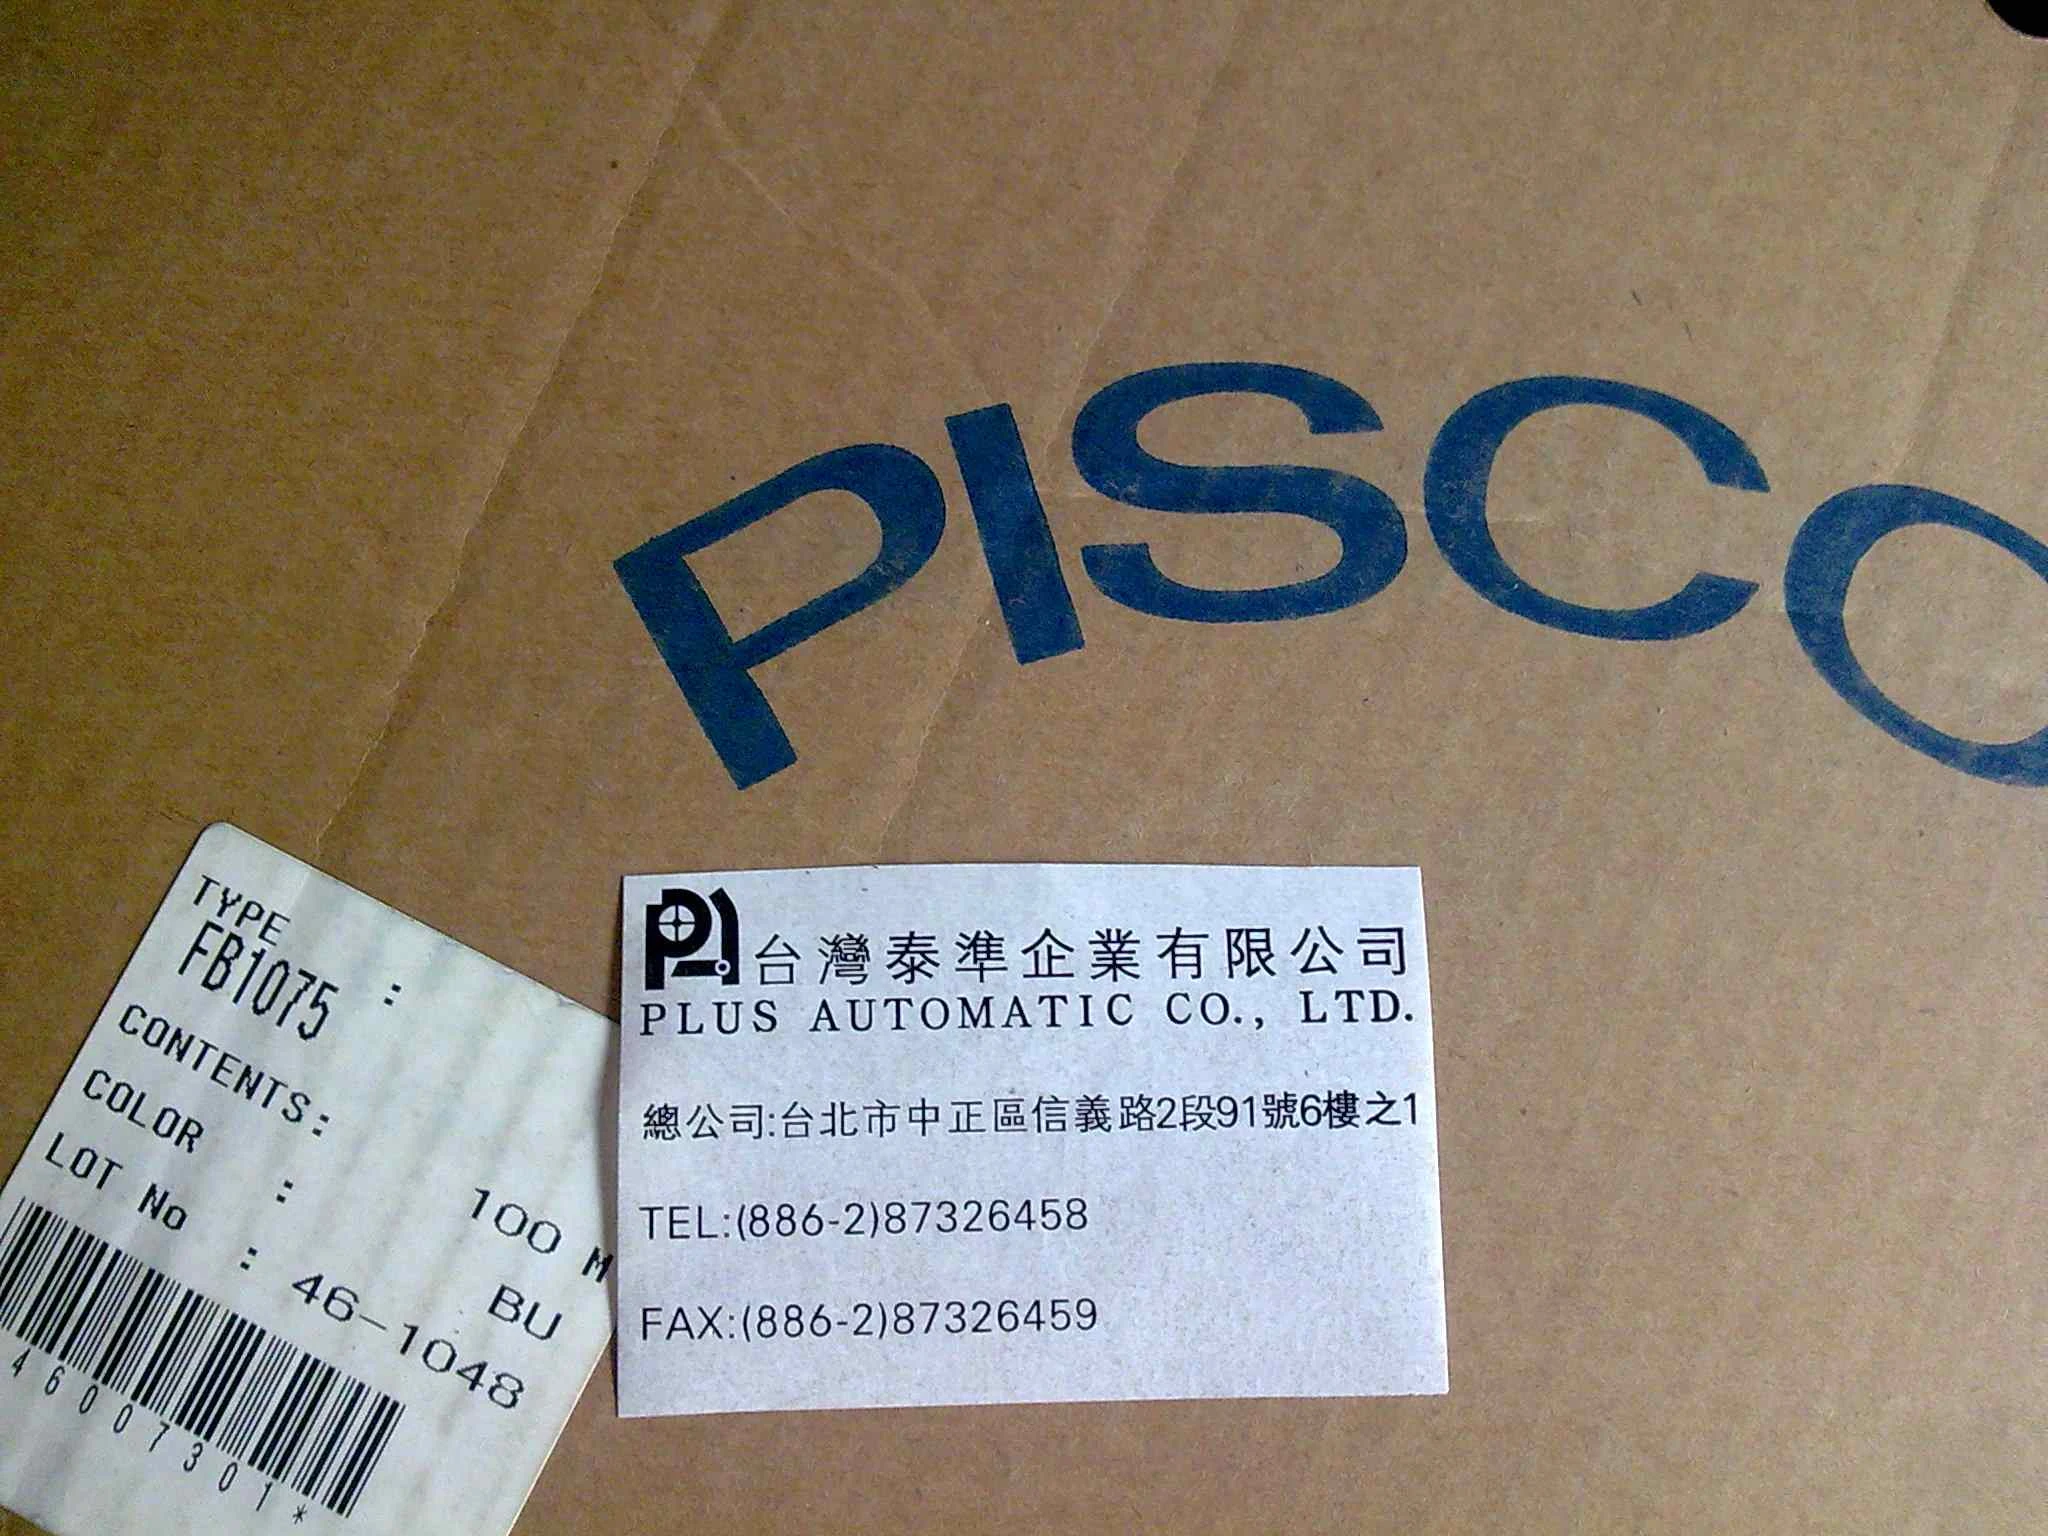 PISCO
TYPE :
FB1075
CONTENTS: 100 M
COLOR : BU
LOT No : 46-1048
46007301*
台灣泰準企業有限公司
PLUS AUTOMATIC CO., LTD.
總公司:台北市中正區信義路2段91號6樓之1
TEL:(886-2)87326458
FAX:(886-2)87326459